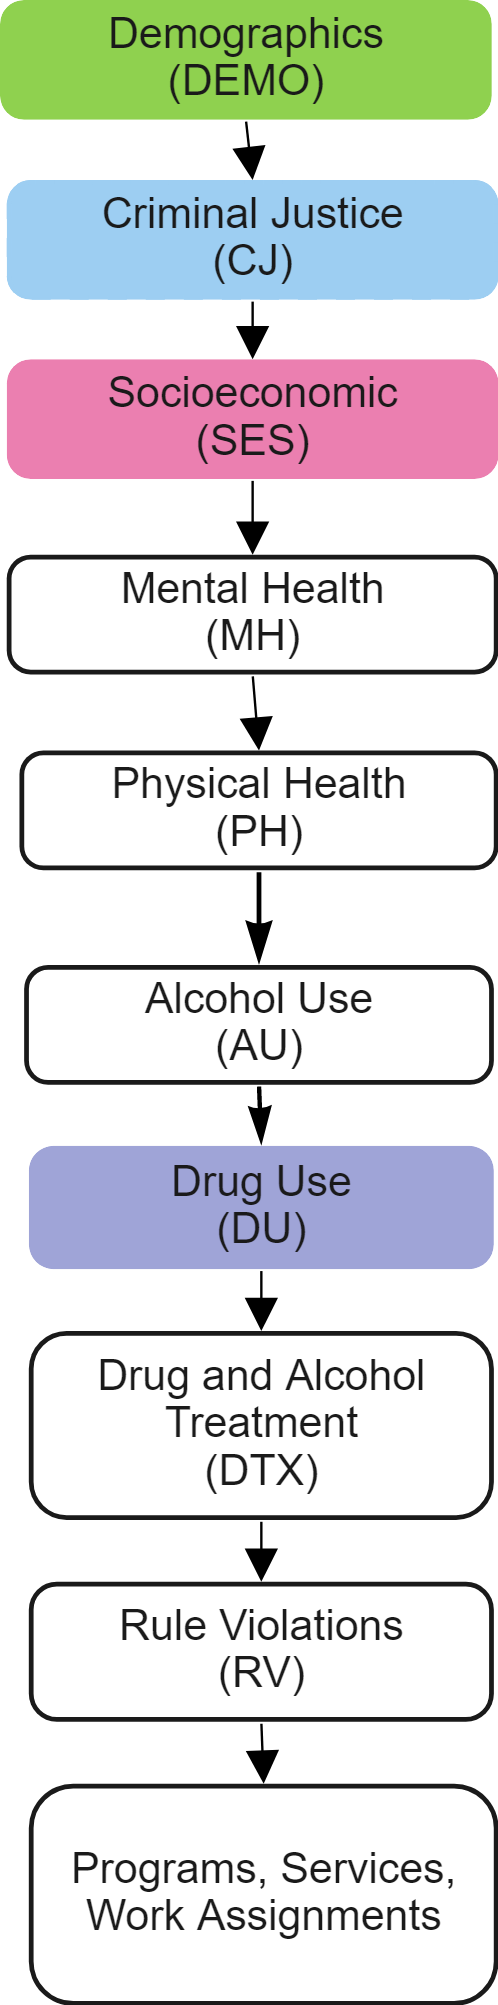 Demographics
(DEMO)
Criminal Justice
(CJ)
Socioeconomic
(SES)
Mental Health
(MH)
Physical Health
(PH)
Alcohol Use
(AU)
Drug Use
(DU)
Drug and Alcohol
Treatment
(DTX)
Rule Violations
(RV)
Programs, Services,
Work Assignments